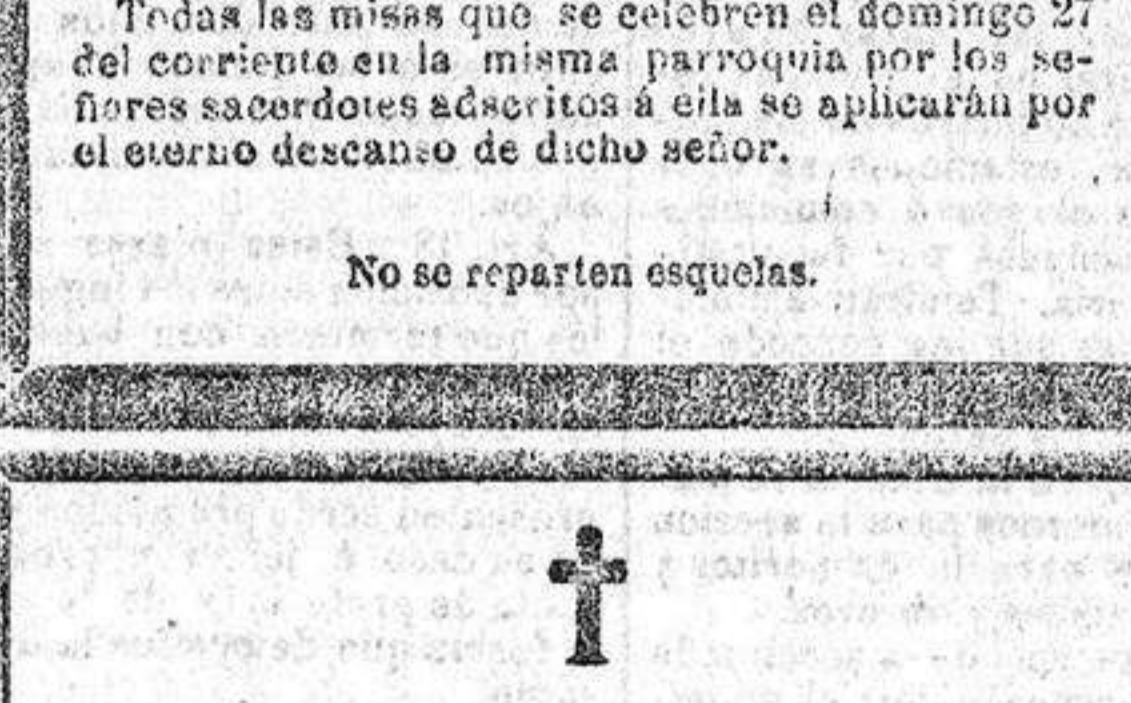 Todas las misas que se celebren el domingo 27
del corriente en la misma parroquia por los se-
ñores sacerdotes adscritos á ella se aplicarán por
el eterno descanso de dicho señor.
No se reparten esquelas.